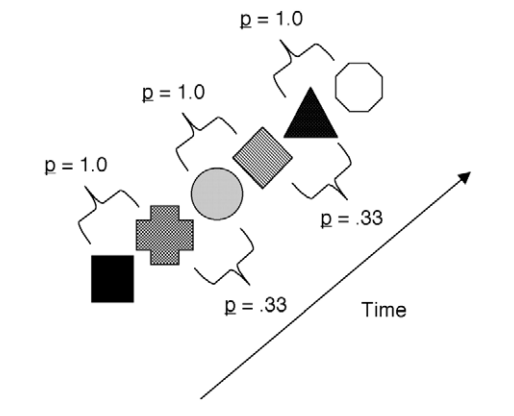 p = 1.0
p = 1.0
p = 1.0
p = .33
p = .33
Time